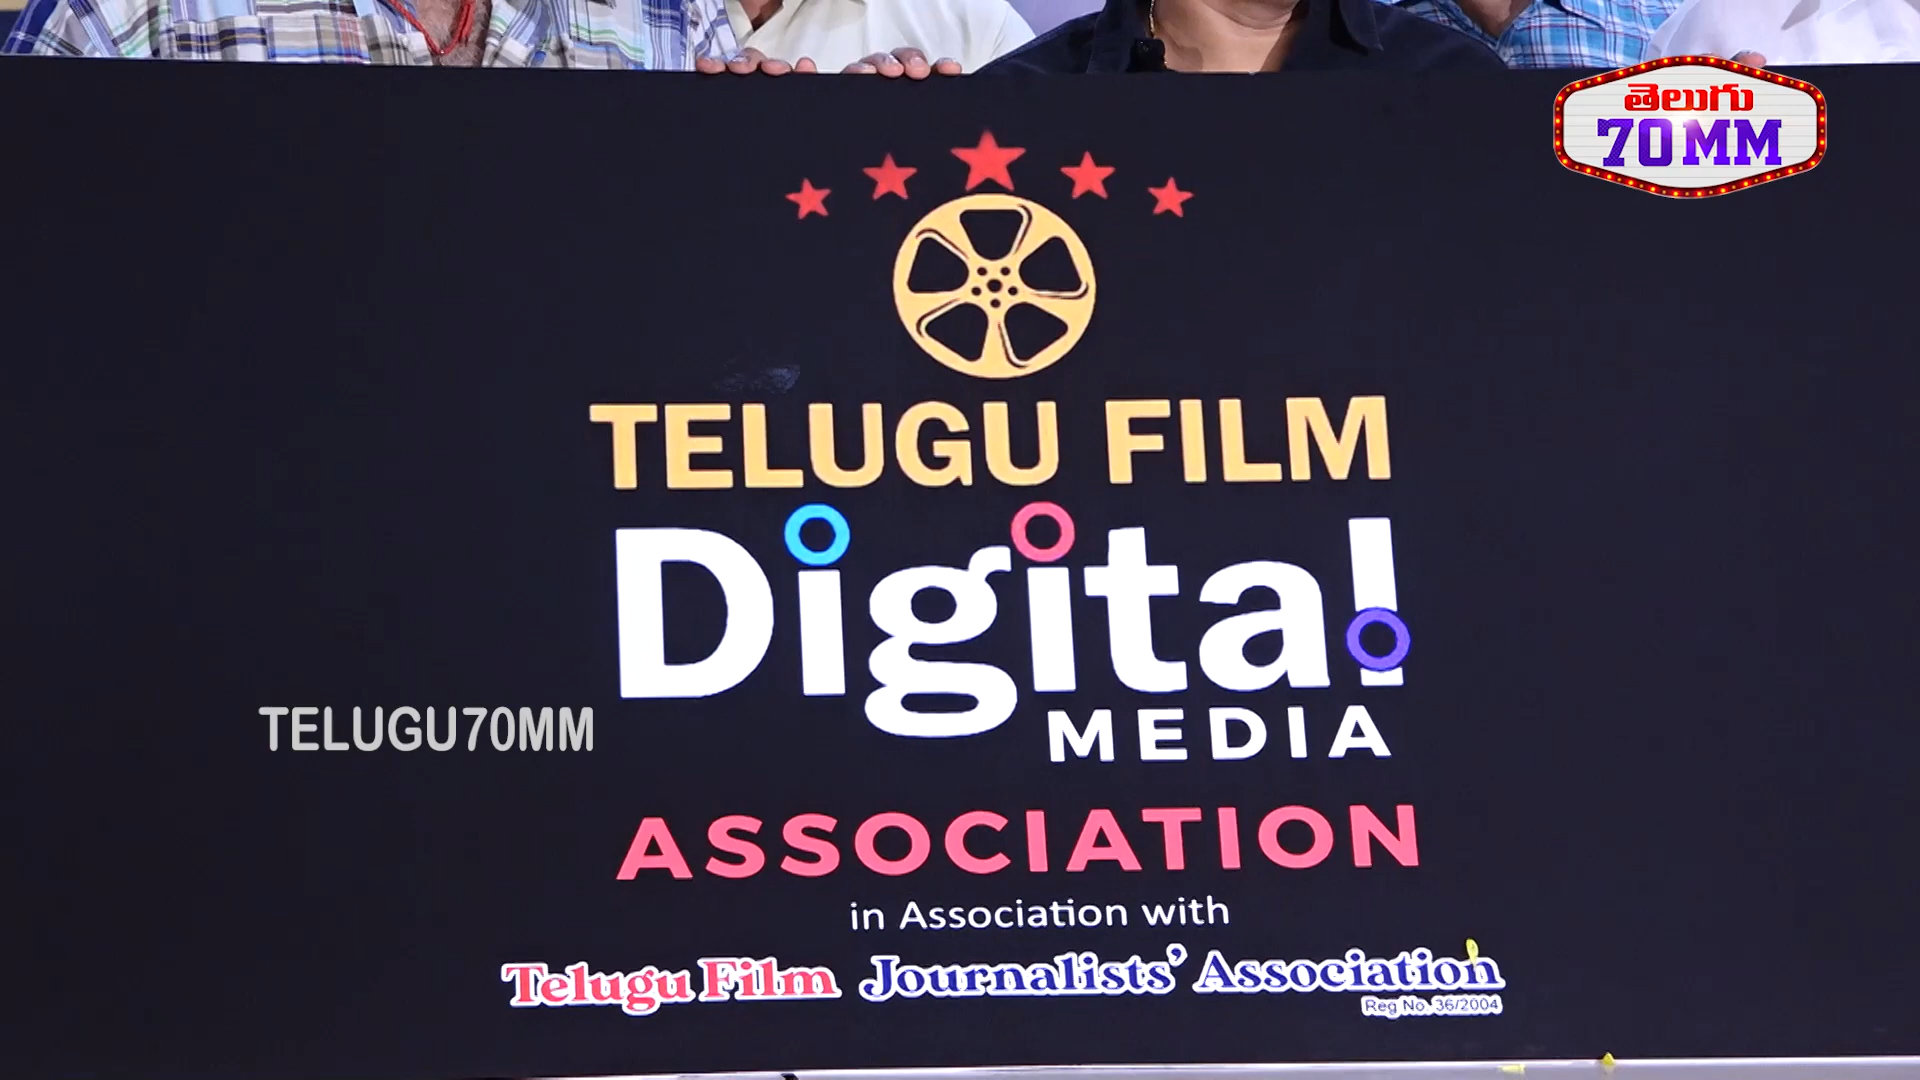 తెలుగు
70MM
TELUGU FILM
Digital
MEDIA
TELUGU70MM
ASSOCIATION
in Association with
Telugu Film Journalists' Association
Reg No. 36/2004